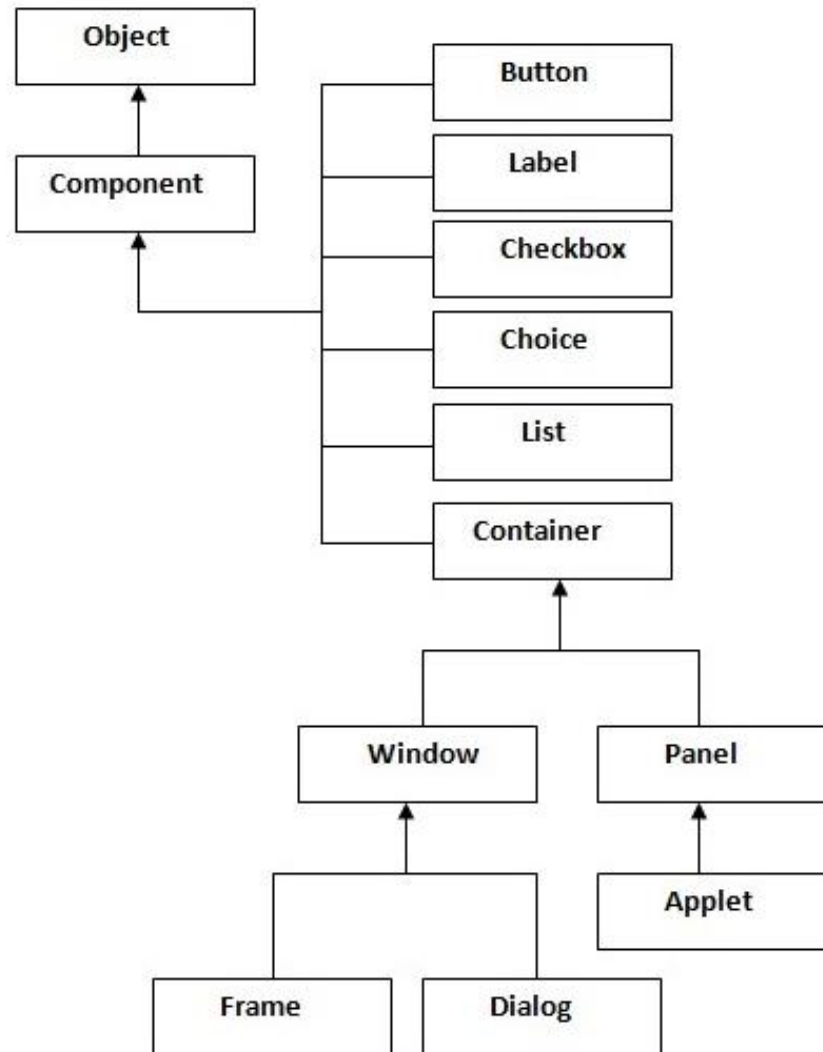 Object
Button
Component
Label
Checkbox
Choice
List
Container
Window
Panel
Applet
Frame
Dialog